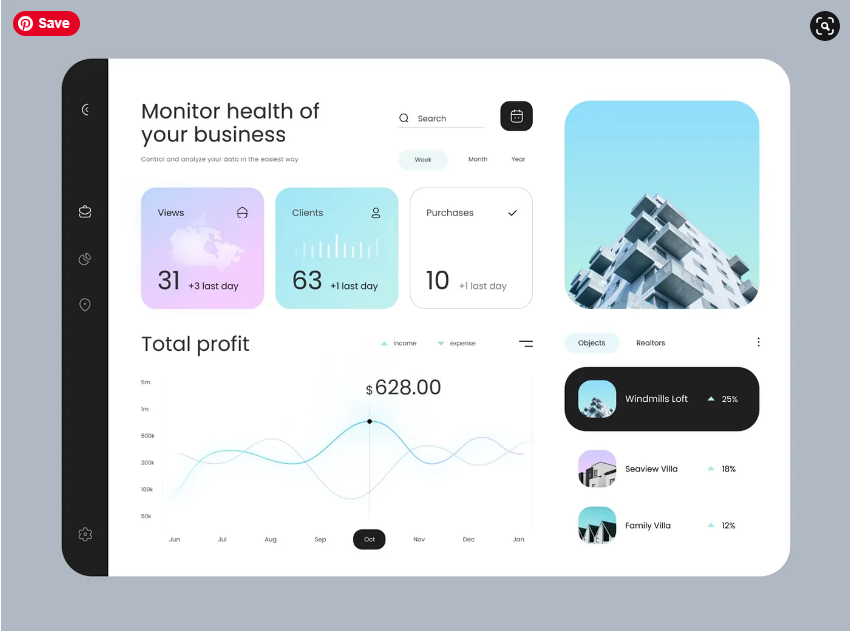 Save
Monitor health of
your business
Control and analyze your data in the easiest way
Search
Week
Month
Year
Views
31 +3 last day
Clients
63 +1 last day
Purchases
10 +1 last day
Total profit
income
expense
$628.00
5m
1m
500k
200k
100k
50k
Jun
Jul
Aug
Sep
Oct
Nov
Dec
Jan
Objects
Realtors
Windmills Loft
25%
Seaview Villa
18%
Family Villa
12%